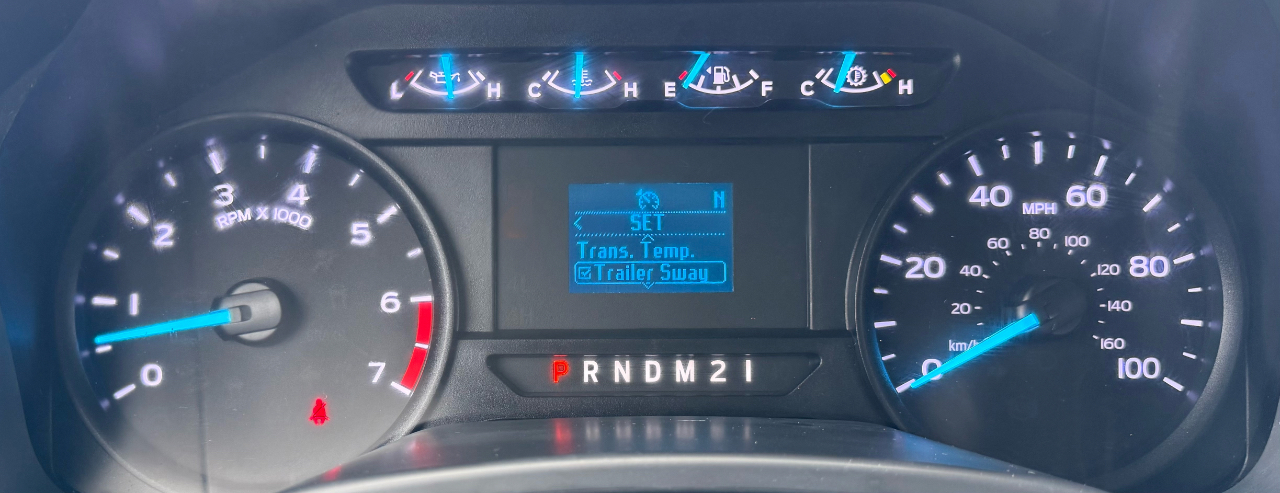 L H C H E F C H
0 1 2 3 4 5 6 7
RPM X 1000
N
< SET
Trans. Temp.
Trailer Sway
P R N D M 2 1
0 20 40 60 80 100
MPH
20 40 60 80 100 120 140 160
km/h